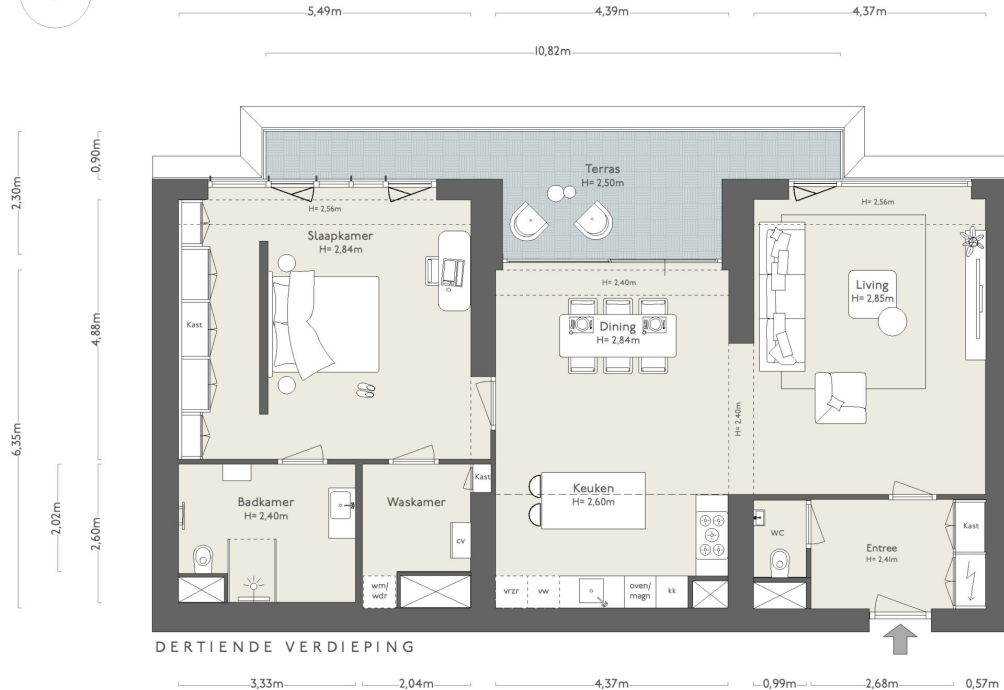 5,49m
4,39m
4,37m
10,82m
0,90m
2,30m
4,88m
6,35m
2,02m
2,60m
Terras
H= 2,50m
H= 2,56m
Slaapkamer
H= 2,84m
Kast
H= 2,40m
Dining
H= 2,84m
H= 2,56m
Living
H= 2,85m
H= 2,40m
Badkamer
H= 2,40m
Waskamer
Kast
cv
wm/
wdr
Keuken
H= 2,60m
vrzr
vw
oven/
magn
kk
WC
Entree
H= 2,41m
Kast
DERTIENDE VERDIEPING
3,33m
2,04m
4,37m
0,99m
2,68m
0,57m